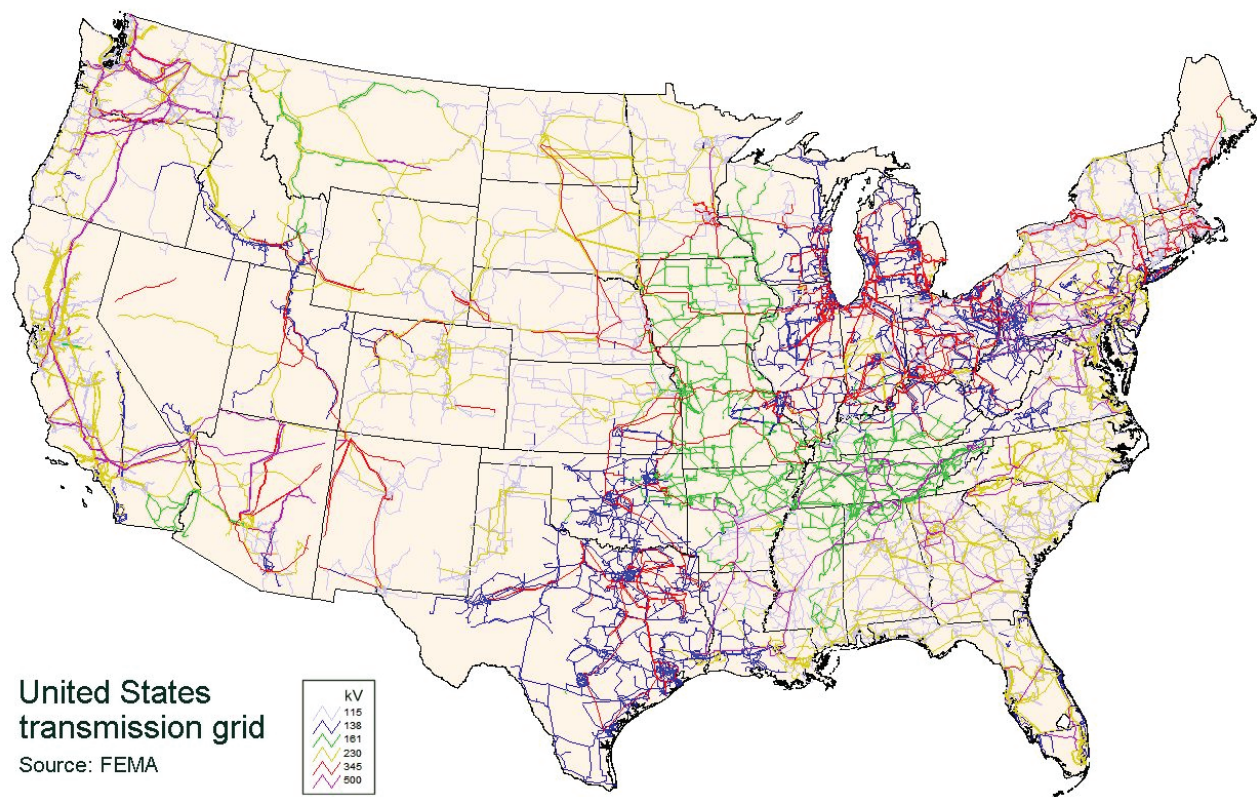 United States
transmission grid
Source: FEMA
kV
115
138
161
230
345
500